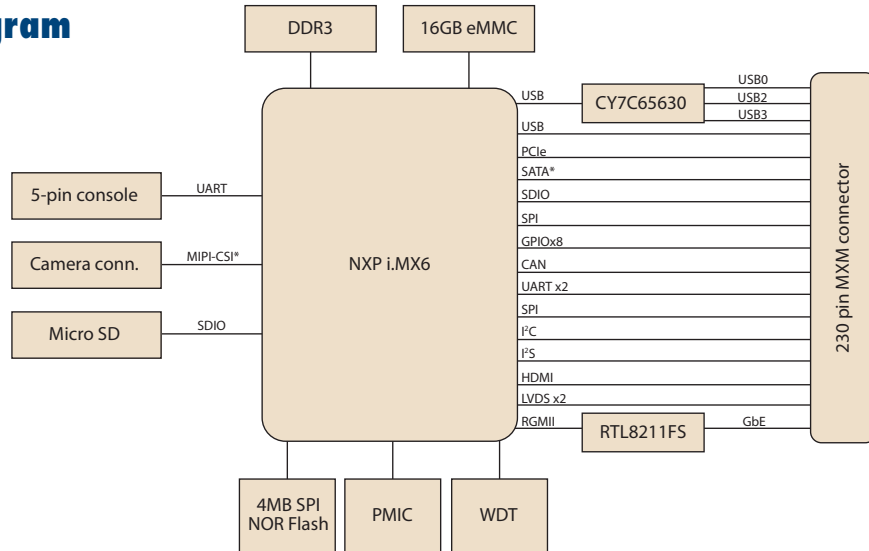 gram
DDR3
16GB eMMC
USB
CY7C65630
USB0
USB2
USB3
USB
PCIe
SATA*
SDIO
SPI
GPIOx8
CAN
UART x2
SPI
I²C
I²S
HDMI
LVDS x2
RGMII
RTL8211FS
GbE
230 pin MXM connector
5-pin console
UART
Camera conn.
MIPI-CSI*
Micro SD
SDIO
NXP i.MX6
4MB SPI
NOR Flash
PMIC
WDT